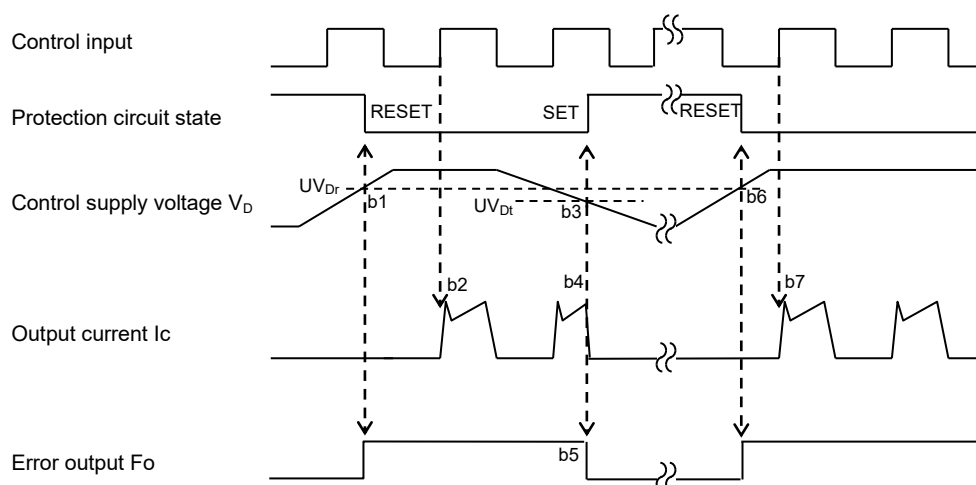 Control input
Protection circuit state
RESET
SET
RESET
Control supply voltage VD
UVDr
b1
UVDt
b3
b6
Output current Ic
b2
b4
b7
Error output Fo
b5